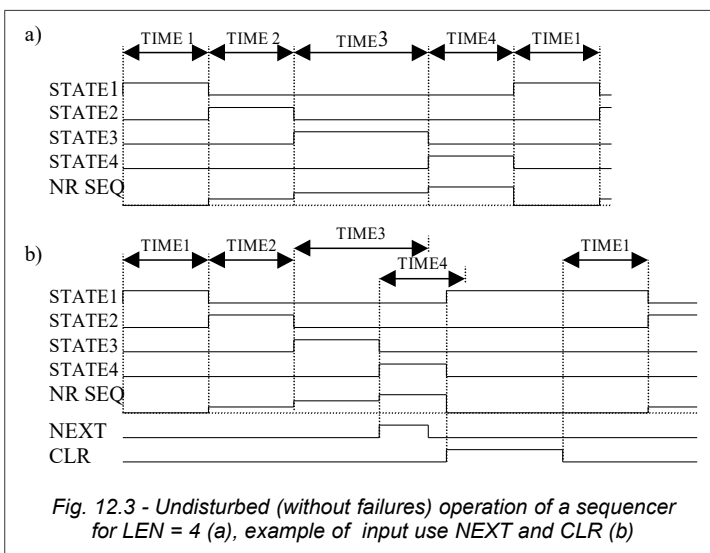 a)
TIME 1 TIME 2 TIME3 TIME4 TIME1
STATE1
STATE2
STATE3
STATE4
NR SEQ
b)
TIME1 TIME2 TIME3 TIME4 TIME1
STATE1
STATE2
STATE3
STATE4
NR SEQ
NEXT
CLR
Fig. 12.3 - Undisturbed (without failures) operation of a sequencer
for LEN = 4 (a), example of input use NEXT and CLR (b)